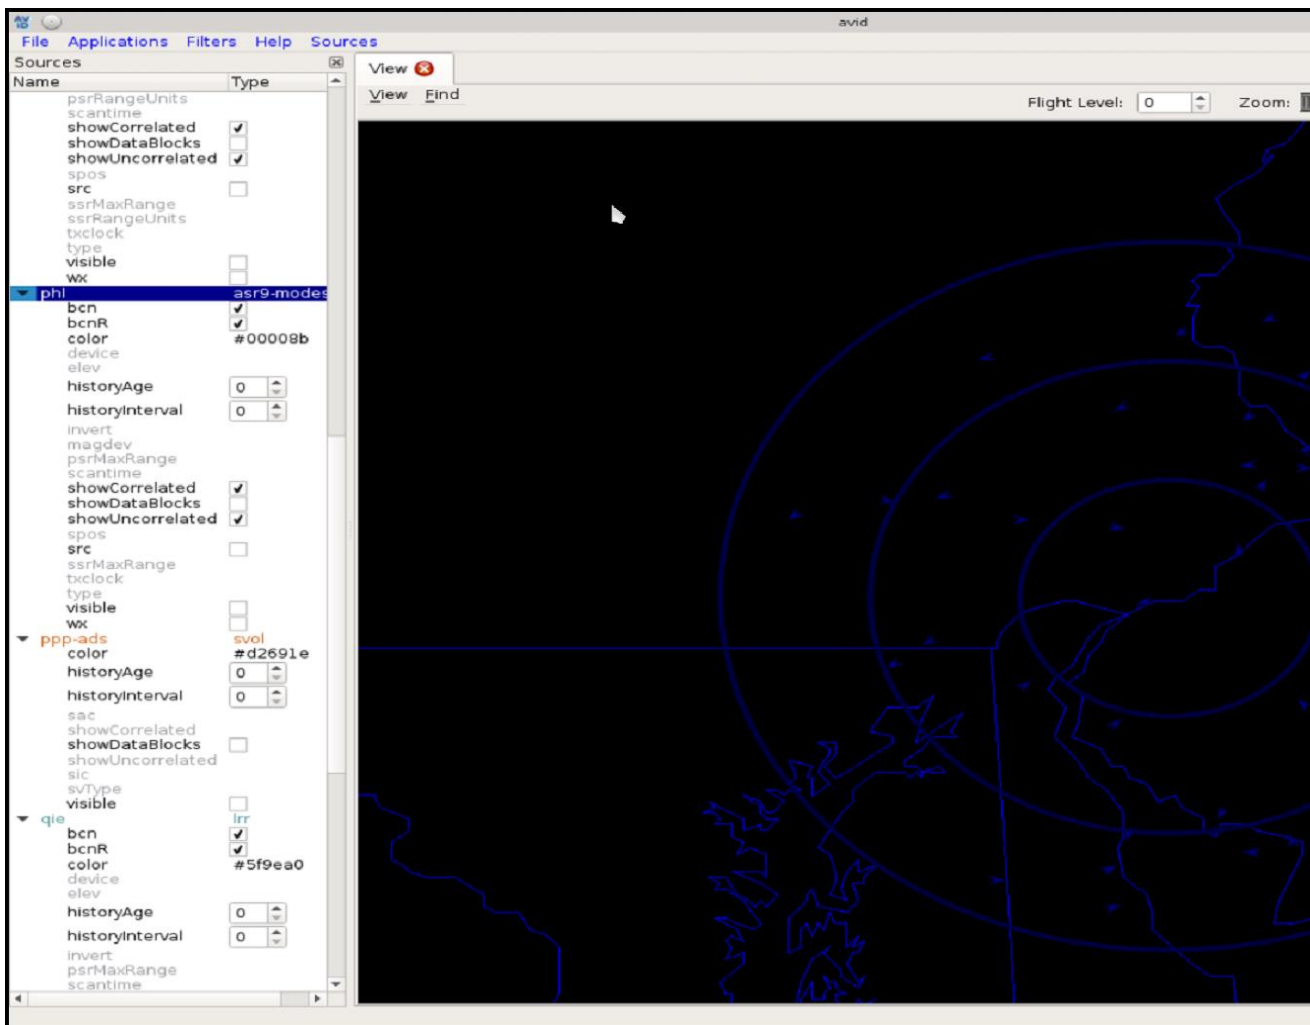 AV ID avid
File Applications Filters Help Sources
Sources
Name Type
psrRangeUnits
scantime
showCorrelated
showDataBlocks
showUncorrelated
spos
src
ssrMaxRange
ssrRangeUnits
txclock
type
visible
wx
phl asr9-modes
bcn
bcnR
color #00008b
device
elev
historyAge 0
historyInterval 0
invert
magdev
psrMaxRange
scantime
showCorrelated
showDataBlocks
showUncorrelated
spos
src
ssrMaxRange
txclock
type
visible
wx
ppp-ads svol
color #d2691e
historyAge 0
historyInterval 0
sac
showCorrelated
showDataBlocks
showUncorrelated
sic
svType
visible
qie lrr
bcn
bcnR
color #5f9ea0
device
elev
historyAge 0
historyInterval 0
invert
psrMaxRange
scantime
View
View Find
Flight Level: 0 Zoom: